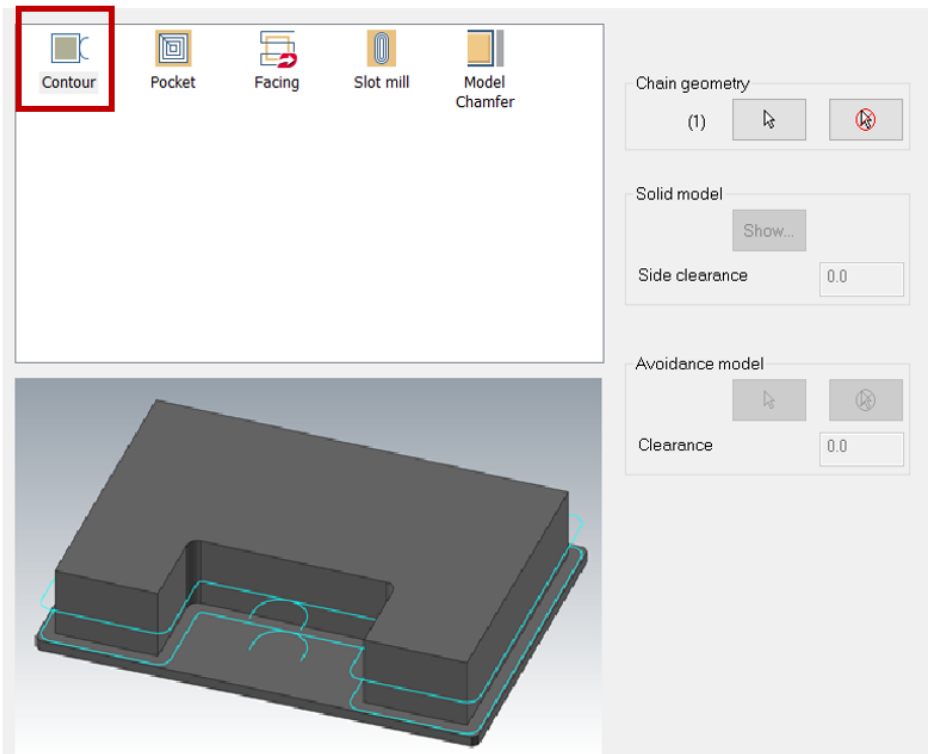 Contour
Pocket
Facing
Slot mill
Model
Chamfer
Chain geometry
(1)
Solid model
Show...
Side clearance
0.0
Avoidance model
Clearance
0.0